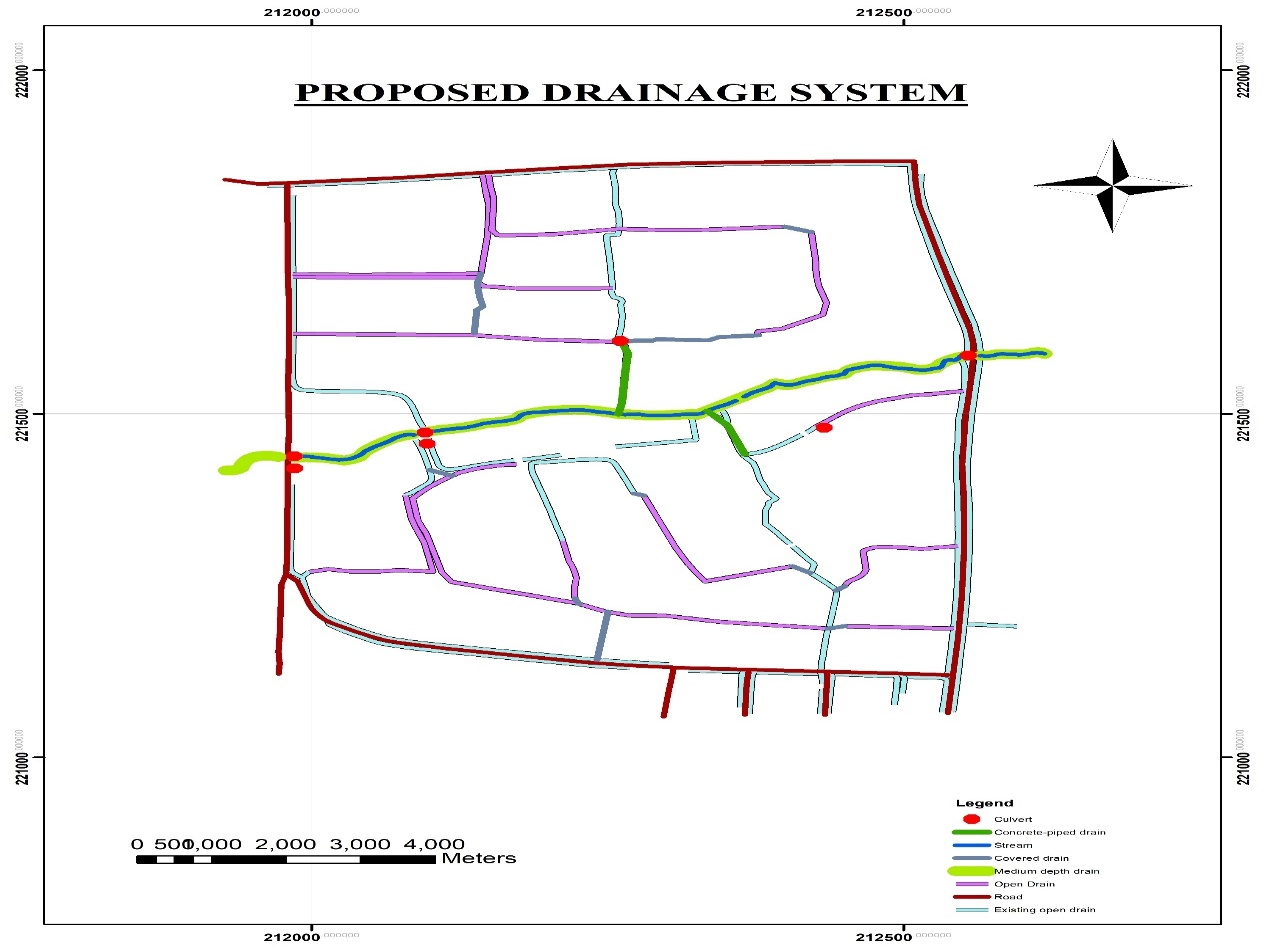 212000.000000 212500.000000
222000.000000 222000.000000
PROPOSED DRAINAGE SYSTEM
221500.000000 221500.000000
221000.000000 221000.000000
Legend
Culvert
Concrete-piped drain
Stream
Covered drain
Medium depth drain
Open Drain
Road
Existing open drain
0 500 1,000 2,000 3,000 4,000
Meters
212000.000000 212500.000000